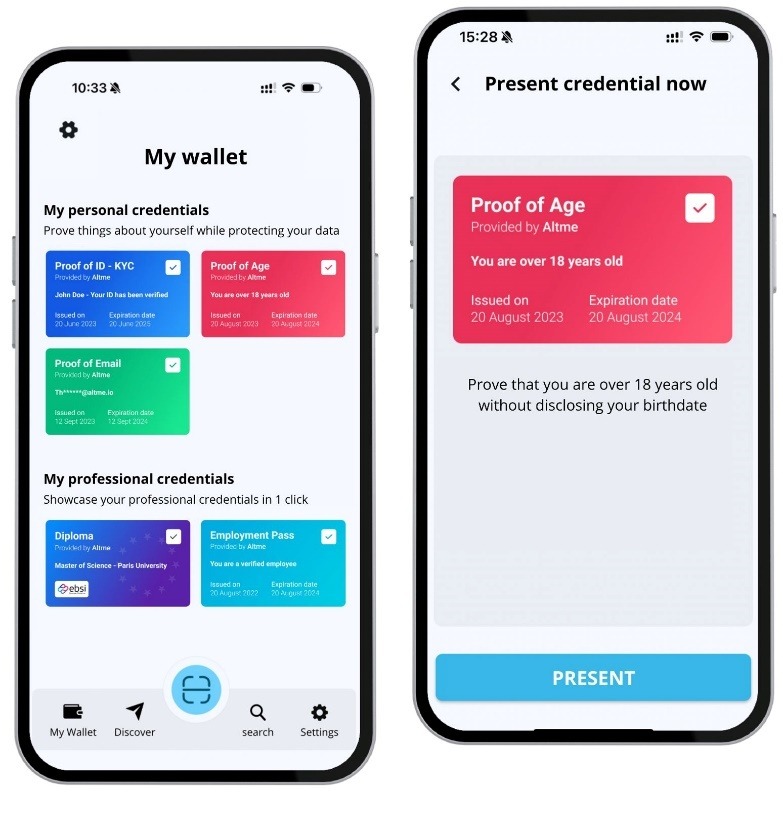 10:33
My wallet
My personal credentials
Prove things about yourself while protecting your data
Proof of ID - KYC
Provided by Altme
John Doe - Your ID has been verified
Issued on Expiration date
20 June 2023 20 June 2025
Proof of Age
Provided by Altme
You are over 18 years old
Issued on Expiration date
20 August 2023 20 August 2024
Proof of Email
Provided by Altme
Th******@altme.io
Issued on Expiration date
12 Sept 2023 12 Sept 2024
My professional credentials
Showcase your professional credentials in 1 click
Diploma
Provided by Altme
Master of Science - Paris University
ebsi
Employment Pass
Provided by Altme
You are a verified employee
Issued on Expiration date
20 August 2022 20 August 2024
My Wallet Discover search Settings
15:28
Present credential now
Proof of Age
Provided by Altme
You are over 18 years old
Issued on Expiration date
20 August 2023 20 August 2024
Prove that you are over 18 years old
without disclosing your birthdate
PRESENT